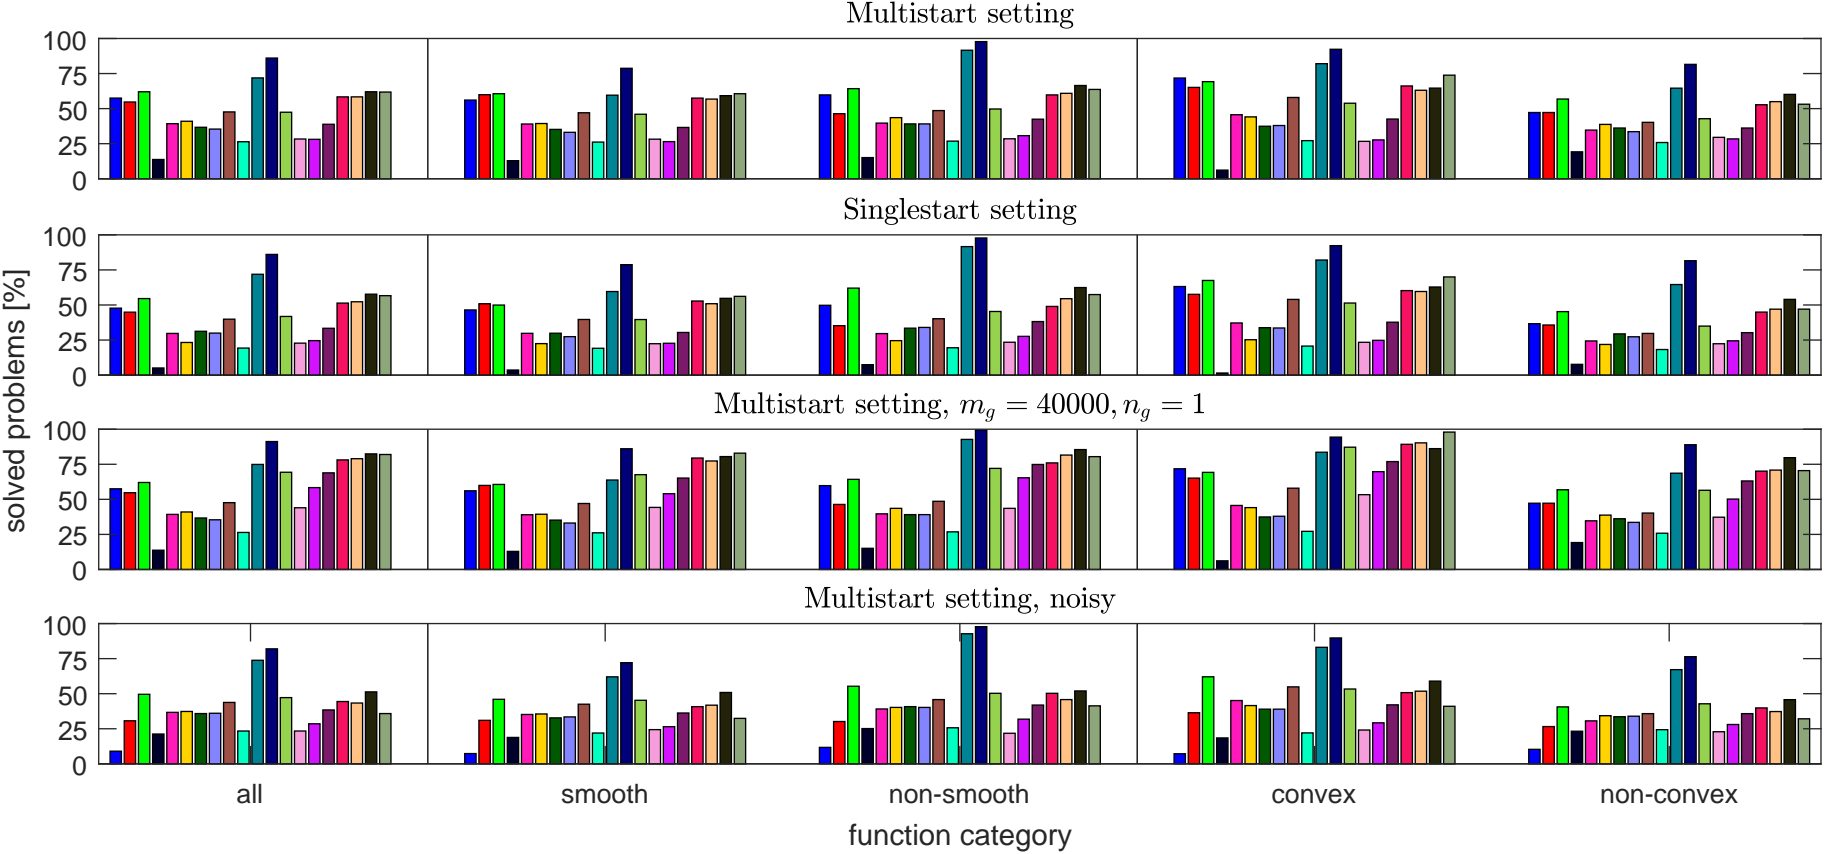 Multistart setting
100
75
50
25
0
Singlestart setting
100
75
50
25
0
Multistart setting, m_g = 40000, n_g = 1
100
75
50
25
0
Multistart setting, noisy
100
75
50
25
0
solved problems [%]
all smooth non-smooth convex non-convex
function category